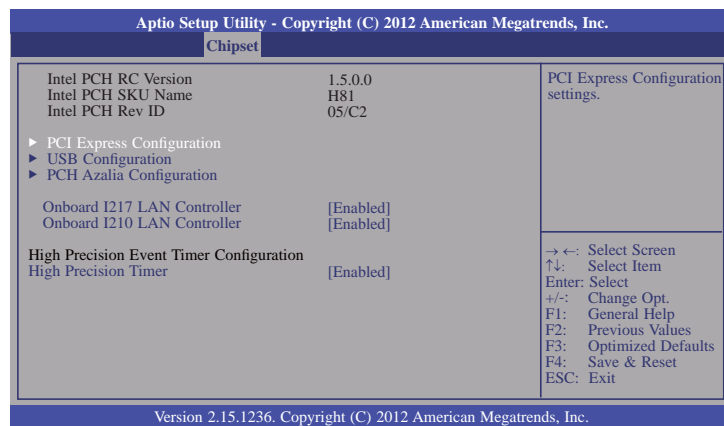 Aptio Setup Utility - Copyright (C) 2012 American Megatrends, Inc.
Chipset
Intel PCH RC Version 1.5.0.0
Intel PCH SKU Name H81
Intel PCH Rev ID 05/C2
► PCI Express Configuration
► USB Configuration
► PCH Azalia Configuration
Onboard I217 LAN Controller [Enabled]
Onboard I210 LAN Controller [Enabled]
High Precision Event Timer Configuration
High Precision Timer [Enabled]
PCI Express Configuration
settings.
→ ←: Select Screen
↑↓: Select Item
Enter: Select
+/-: Change Opt.
F1: General Help
F2: Previous Values
F3: Optimized Defaults
F4: Save & Reset
ESC: Exit
Version 2.15.1236. Copyright (C) 2012 American Megatrends, Inc.